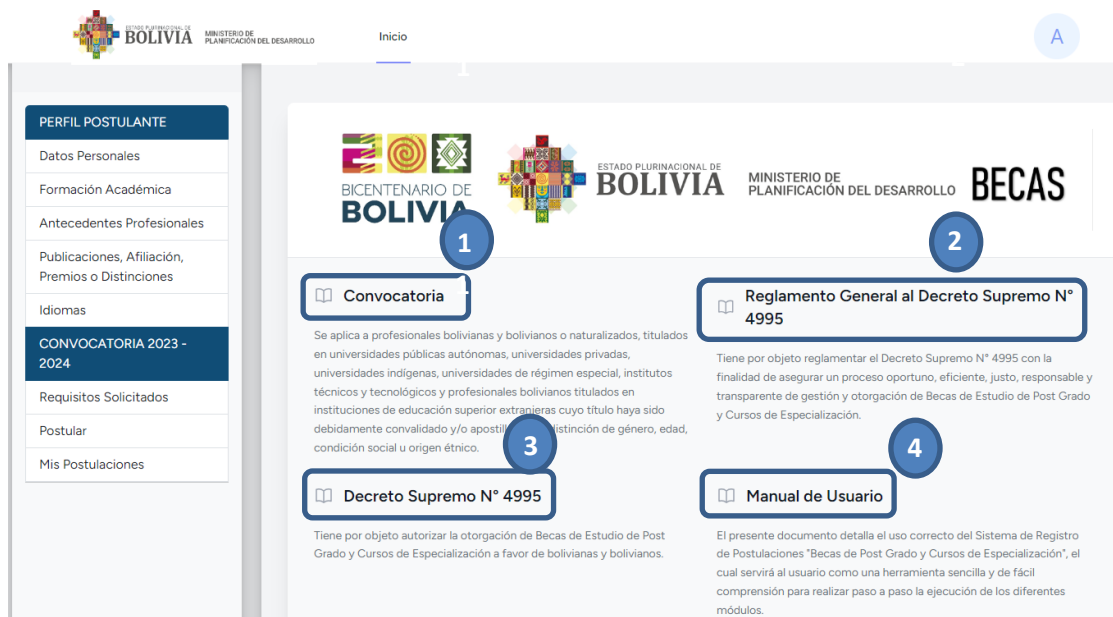 ESTADO PLURINACIONAL DE
BOLIVIA
MINISTERIO DE
PLANIFICACIÓN DEL DESARROLLO
Inicio
A
1
PERFIL POSTULANTE
Datos Personales
Formación Académica
Antecedentes Profesionales
Publicaciones, Afiliación,
Premios o Distinciones
Idiomas
CONVOCATORIA 2023 -
2024
Requisitos Solicitados
Postular
Mis Postulaciones
BICENTENARIO DE
BOLIVIA
ESTADO PLURINACIONAL DE
BOLIVIA
MINISTERIO DE
PLANIFICACIÓN DEL DESARROLLO
BECAS
1
Convocatoria
Se aplica a profesionales bolivianas y bolivianos o naturalizados, titulados
en universidades públicas autónomas, universidades privadas,
universidades indígenas, universidades de régimen especial, institutos
técnicos y tecnológicos y profesionales bolivianos titulados en
instituciones de educación superior extranjeras cuyo título haya sido
debidamente convalidado y/o distinción de género, edad,
condición social u origen étnico.
2
Reglamento General al Decreto Supremo N°
4995
Tiene por objeto reglamentar el Decreto Supremo N° 4995 con la
finalidad de asegurar un proceso oportuno, eficiente, justo, responsable y
transparente de gestión y otorgación de Becas de Estudio de Post Grado
y Cursos de Especialización.
3
Decreto Supremo N° 4995
Tiene por objeto autorizar la otorgación de Becas de Estudio de Post
Grado y Cursos de Especialización a favor de bolivianas y bolivianos.
4
Manual de Usuario
El presente documento detalla el uso correcto del Sistema de Registro
de Postulaciones "Becas de Post Grado y Cursos de Especialización", el
cual servirá al usuario como una herramienta sencilla y de fácil
comprensión para realizar paso a paso la ejecución de los diferentes
módulos.